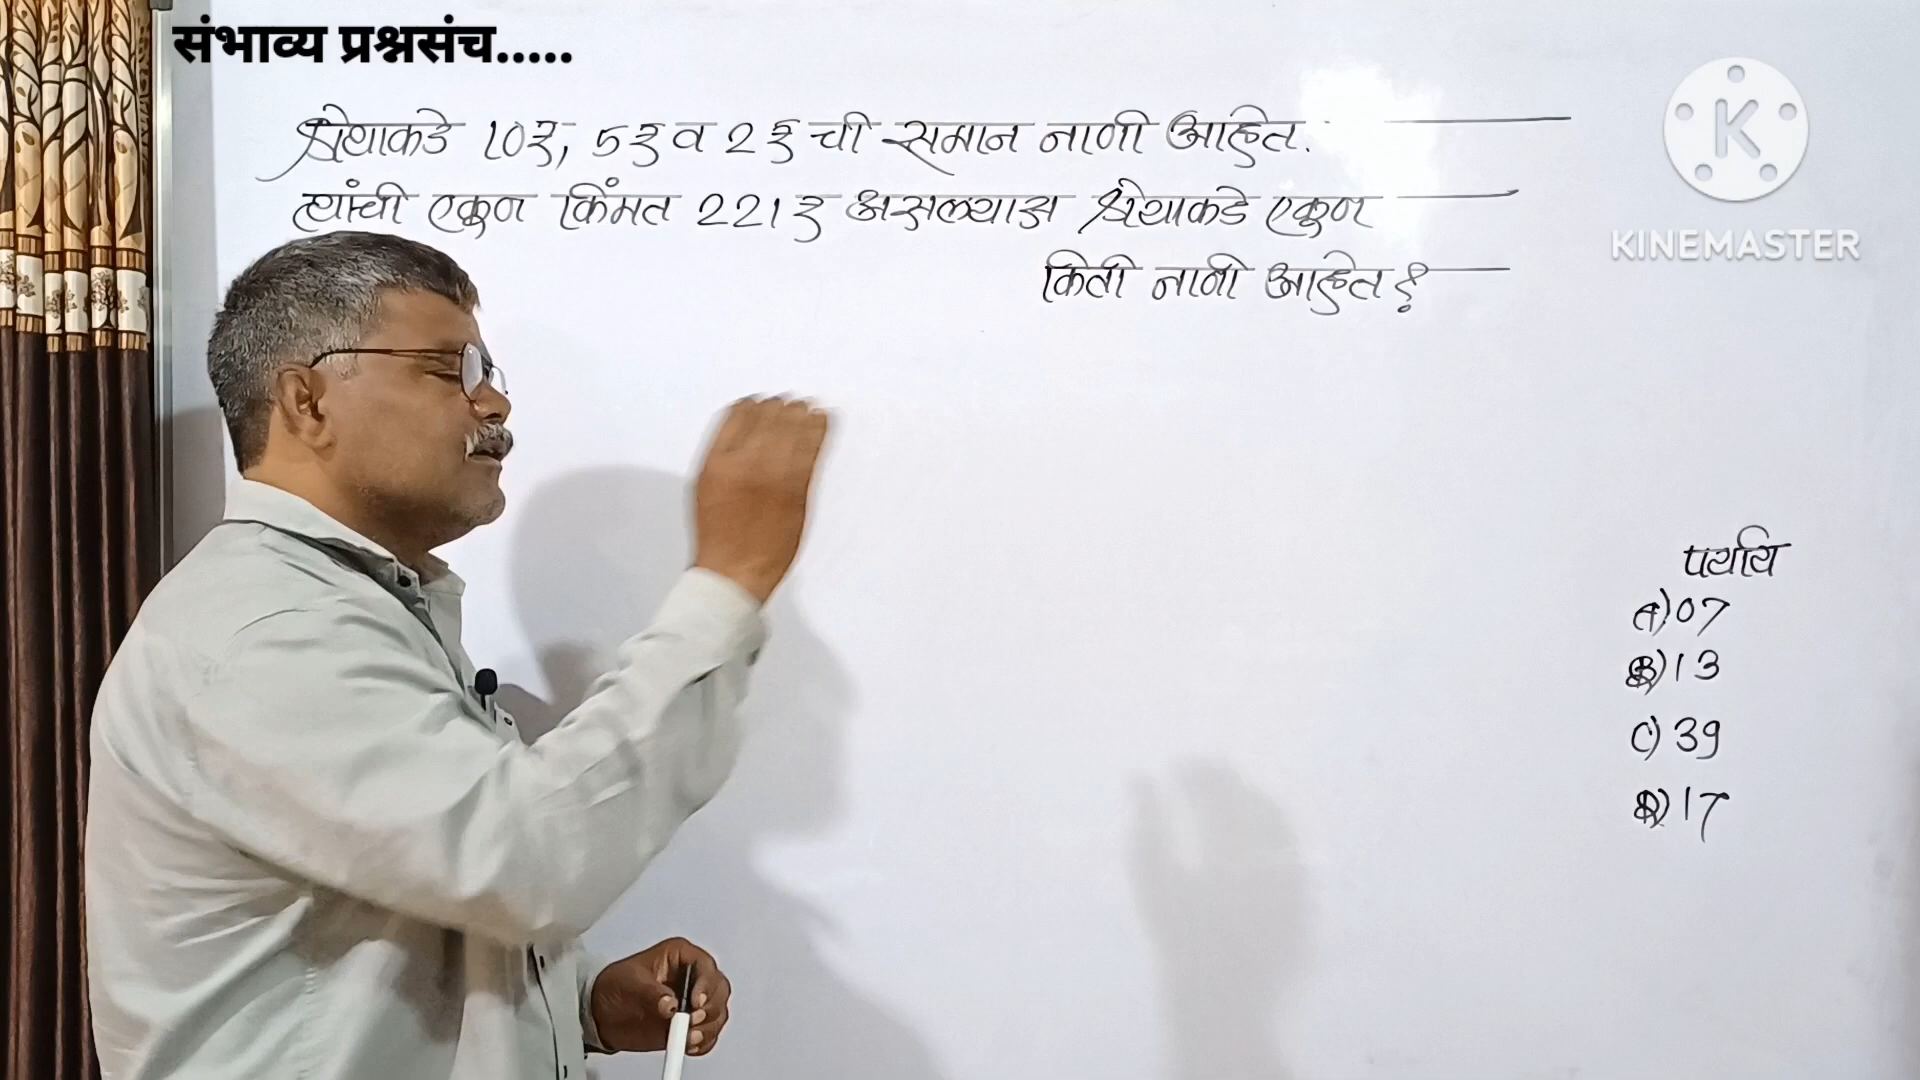 संभाव्य प्रश्नसंच.....
श्रेयाकडे 10रु, 5रु व 2रु ची समान नाणी आहेत.
त्यांची एकूण किंमत 221रु असल्यास श्रेयाकडे एकूण
किती नाणी आहेत?
K
KINEMASTER
पर्याय
A) 07
B) 13
C) 39
D) 17